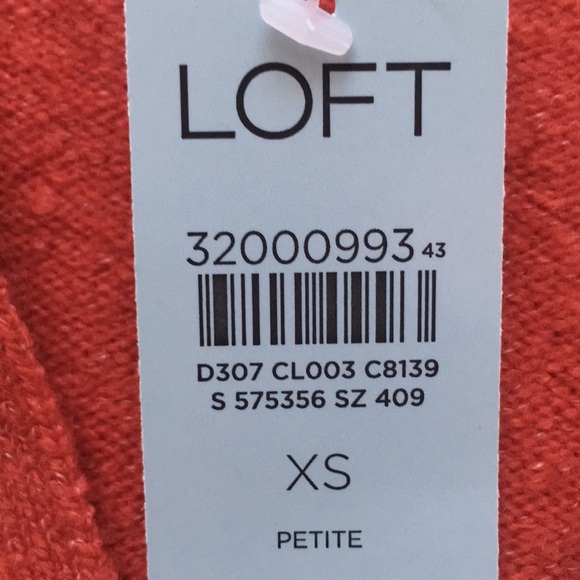 LOFT
32000993 43
D307 CL003 C8139
S 575356 SZ 409
XS
PETITE